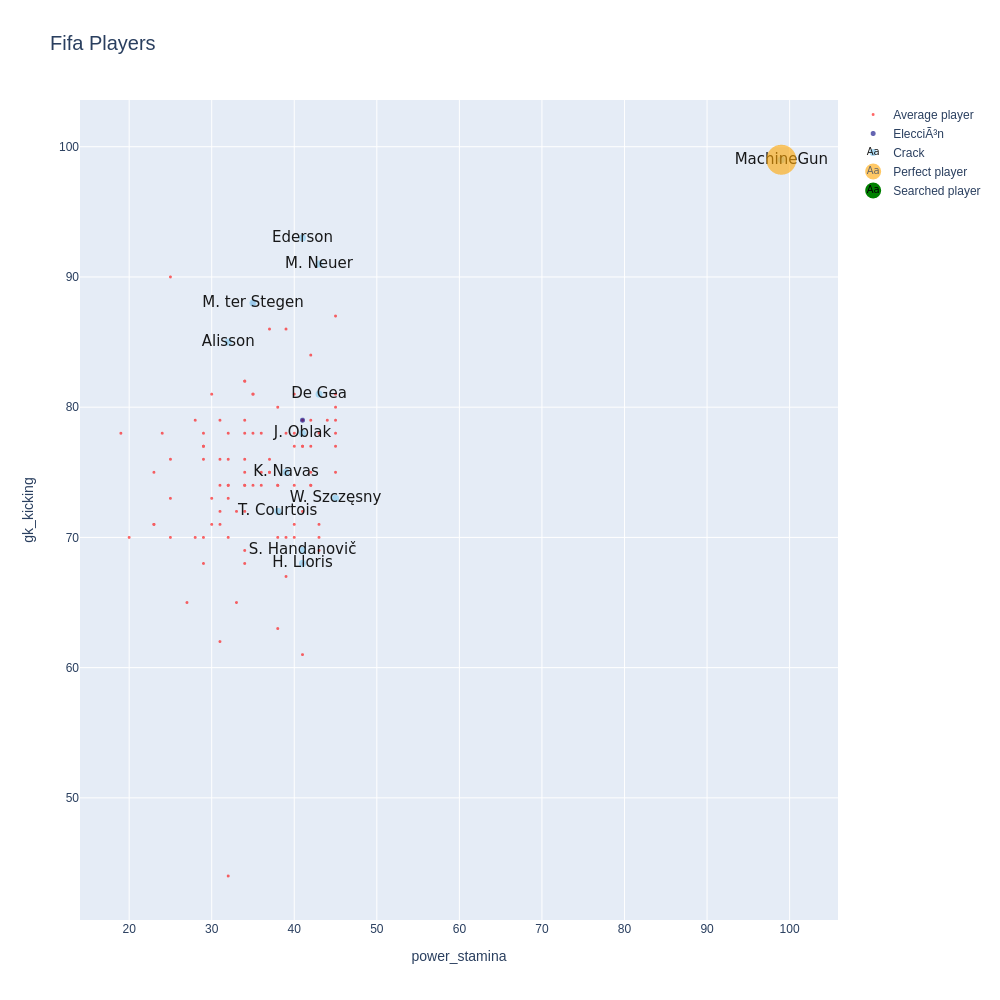 Fifa Players
Average player
ElecciÃ³n
Aa Crack
Aa Perfect player
Aa Searched player
100
90
80
70
60
50
gk_kicking
MachineGun
Ederson
M. Neuer
M. ter Stegen
Alisson
De Gea
J. Oblak
K. Navas
W. Szczęsny
T. Courtois
S. Handanovič
H. Lloris
20 30 40 50 60 70 80 90 100
power_stamina